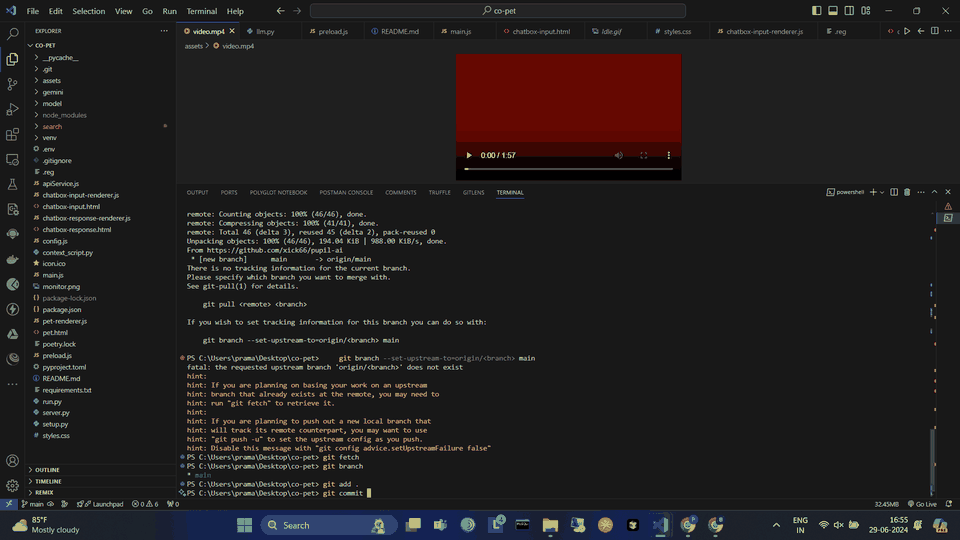 File Edit Selection View Go Run Terminal Help
co-pet
EXPLORER
video.mp4 llm.py preload.js README.md main.js chatbox-input.html Idle.gif styles.css chatbox-input-renderer.js .reg
CO-PET
assets > video.mp4
__pycache__
.git
assets
gemini
model
node_modules
search
venv
.env
.gitignore
.reg
apiService.js
chatbox-input-renderer.js
chatbox-input.html
chatbox-response-renderer.js
chatbox-response.html
config.js
context_script.py
icon.ico
main.js
monitor.png
package-lock.json
package.json
pet-renderer.js
pet.html
poetry.lock
preload.js
pyproject.toml
README.md
requirements.txt
run.py
server.py
setup.py
styles.css
OUTLINE
TIMELINE
REMIX
0:00 / 1:57
OUTPUT PORTS POLYGLOT NOTEBOOK POSTMAN CONSOLE COMMENTS TRUFFLE GITLENS TERMINAL
powershell
remote: Counting objects: 100% (46/46), done.
remote: Compressing objects: 100% (41/41), done.
remote: Total 46 (delta 3), reused 45 (delta 2), pack-reused 0
Unpacking objects: 100% (46/46), 194.04 KiB | 988.00 KiB/s, done.
From https://github.com/xick66/pupil-ai
* [new branch] main -> origin/main
There is no tracking information for the current branch.
Please specify which branch you want to merge with.
See git-pull(1) for details.
git pull <remote> <branch>
If you wish to set tracking information for this branch you can do so with:
git branch --set-upstream-to=origin/<branch> main
PS C:\Users\prama\Desktop\co-pet> git branch --set-upstream-to=origin/<branch> main
fatal: the requested upstream branch 'origin/<branch>' does not exist
hint:
hint: If you are planning on basing your work on an upstream
hint: branch that already exists at the remote, you may need to
hint: run "git fetch" to retrieve it.
hint:
hint: If you are planning to push out a new local branch that
hint: will track its remote counterpart, you may want to use
hint: "git push -u" to set the upstream config as you push.
hint: Disable this message with "git config advice.setUpstreamFailure false"
PS C:\Users\prama\Desktop\co-pet> git fetch
PS C:\Users\prama\Desktop\co-pet> git branch
* main
PS C:\Users\prama\Desktop\co-pet> git add .
PS C:\Users\prama\Desktop\co-pet> git commit
main Launchpad 0 6 0 32.45MB Go Live
85°F
Mostly cloudy
Search
ENG
IN
16:55
29-06-2024